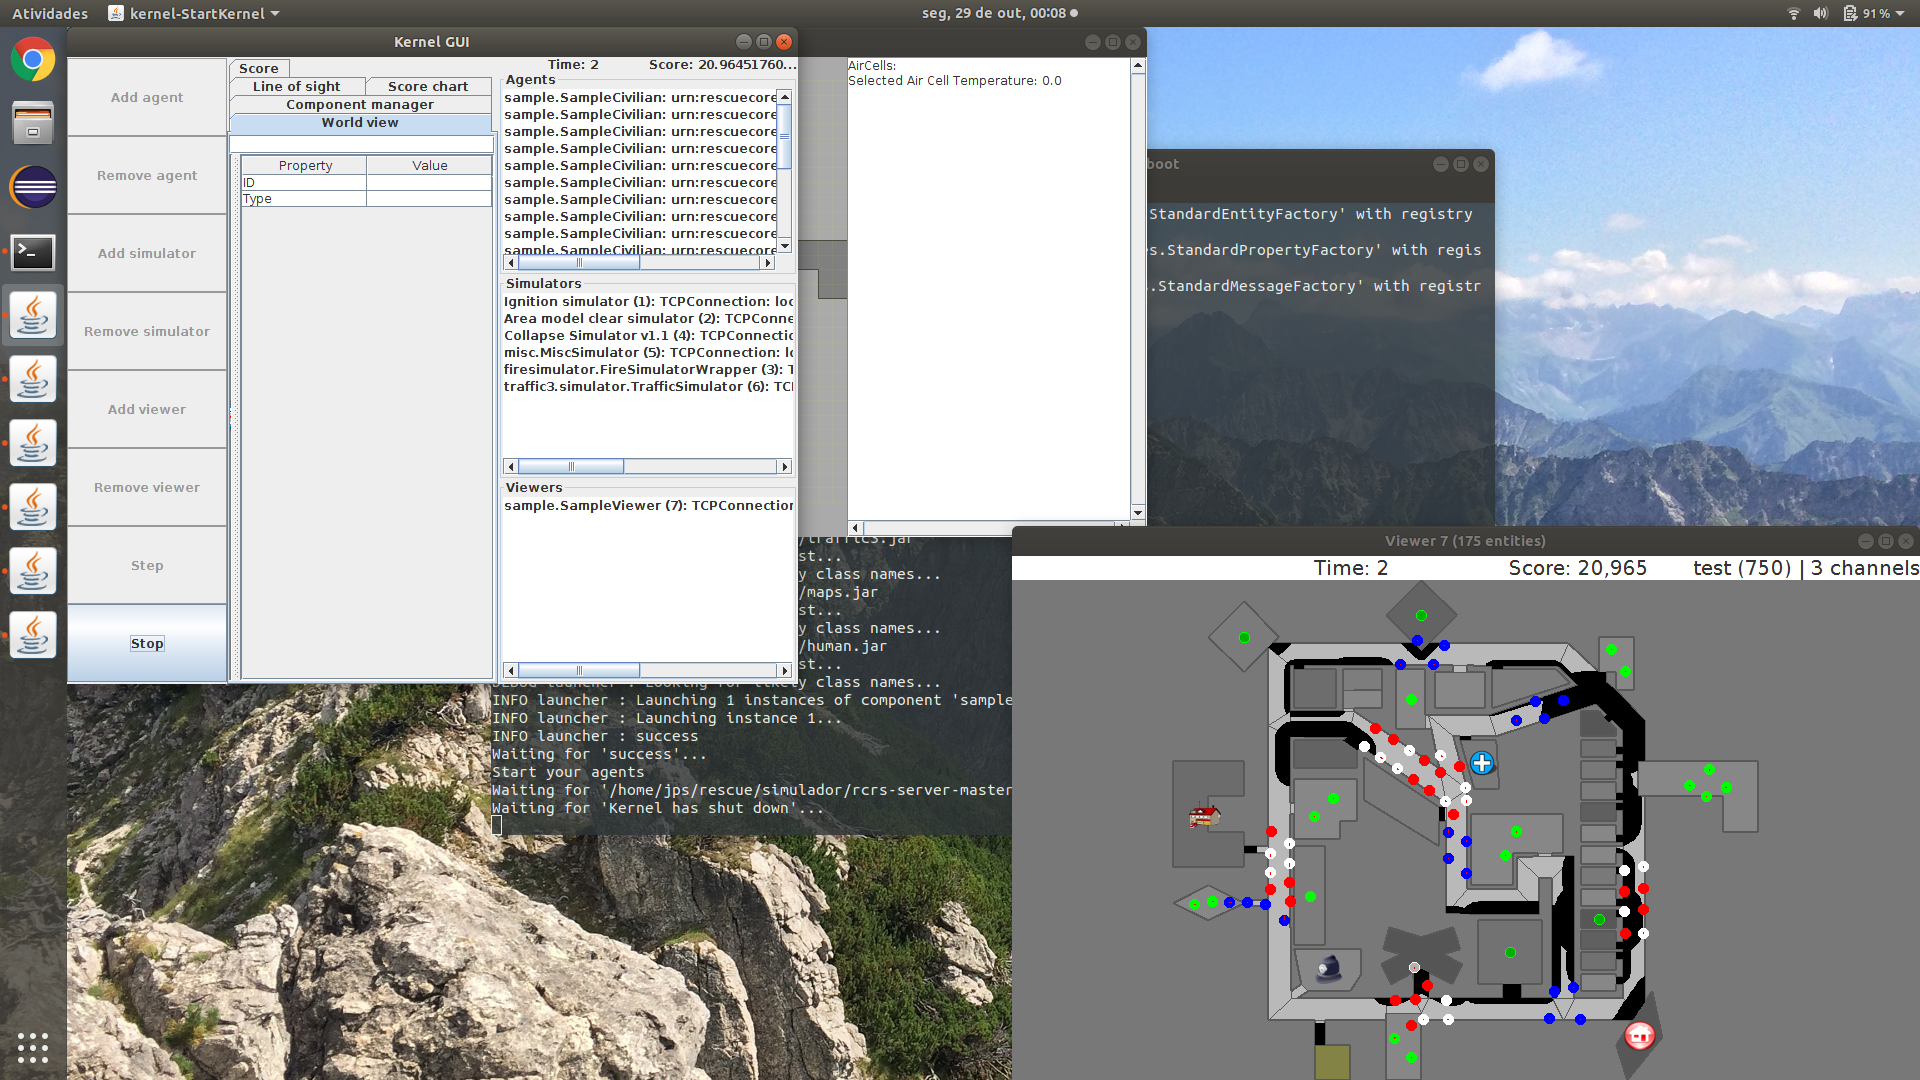 Atividades
kernel-StartKernel
seg, 29 de out, 00:08
91 %
Kernel GUI
Add agent
Remove agent
Add simulator
Remove simulator
Add viewer
Remove viewer
Step
Stop
Score
Line of sight
Score chart
Component manager
World view
Property
Value
ID
Type
Time: 2
Score: 20.96451760...
Agents
sample.SampleCivilian: urn:rescuecore
sample.SampleCivilian: urn:rescuecore
sample.SampleCivilian: urn:rescuecore
sample.SampleCivilian: urn:rescuecore
sample.SampleCivilian: urn:rescuecore
sample.SampleCivilian: urn:rescuecore
sample.SampleCivilian: urn:rescuecore
sample.SampleCivilian: urn:rescuecore
sample.SampleCivilian: urn:rescuecore
sample.SampleCivilian: urn:rescuecore
Simulators
Ignition simulator (1): TCPConnection: loc
Area model clear simulator (2): TCPConne
Collapse Simulator v1.1 (4): TCPConnectic
misc.MiscSimulator (5): TCPConnection: lo
firesimulator.FireSimulatorWrapper (3): T
traffic3.simulator.TrafficSimulator (6): TCI
Viewers
sample.SampleViewer (7): TCPConnection
AirCells:
Selected Air Cell Temperature: 0.0
boot
StandardEntityFactory' with registry
s.StandardPropertyFactory' with regis
.StandardMessageFactory' with registr
/traffic3.jar
st...
y class names...
/maps.jar
st...
y class names...
/human.jar
st...
DEBUG launcher : Looking for likely class names...
INFO launcher : Launching 1 instances of component 'sample
INFO launcher : Launching instance 1...
INFO launcher : success
Waiting for 'success'...
Start your agents
Waiting for '/home/jps/rescue/simulador/rcrs-server-master
Waiting for 'Kernel has shut down'...
Viewer 7 (175 entities)
Time: 2
Score: 20,965
test (750) | 3 channels